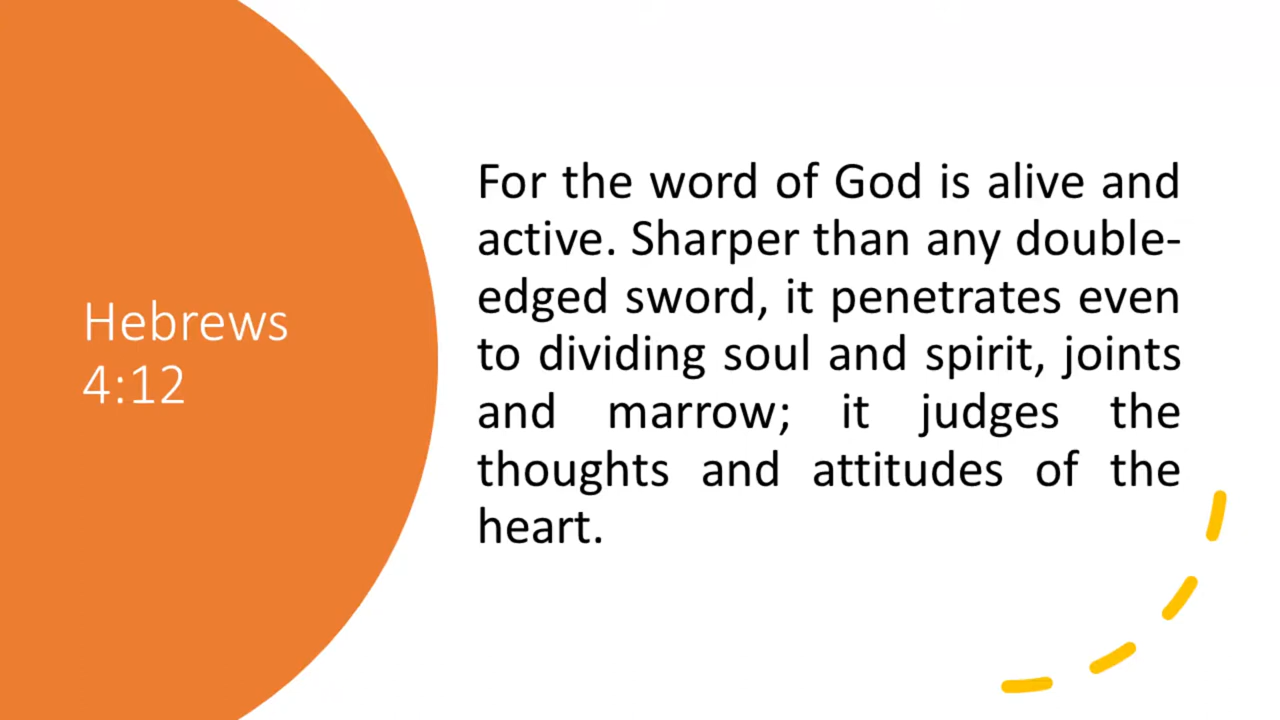 Hebrews
4:12
For the word of God is alive and
active. Sharper than any double-
edged sword, it penetrates even
to dividing soul and spirit, joints
and marrow; it judges the
thoughts and attitudes of the
heart.